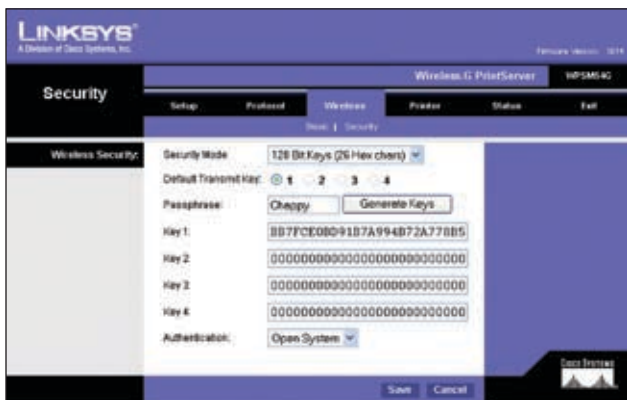 LINKSYS®
A Division of Cisco Systems, Inc.
Firmware Version:
Wireless-G PrintServer WPSM54G
Security
Setup Protocol Wireless Printer Status Exit
Basic | Security
Wireless Security:
Security Mode 128 Bit Keys (26 Hex chars)
Default Transmit Key: 1 2 3 4
Passphrase: Chappy Generate Keys
Key 1:
Key 2: 00000000000000000000000000
Key 3: 00000000000000000000000000
Key 4: 00000000000000000000000000
Authentication: Open System
Save Cancel
Cisco Systems